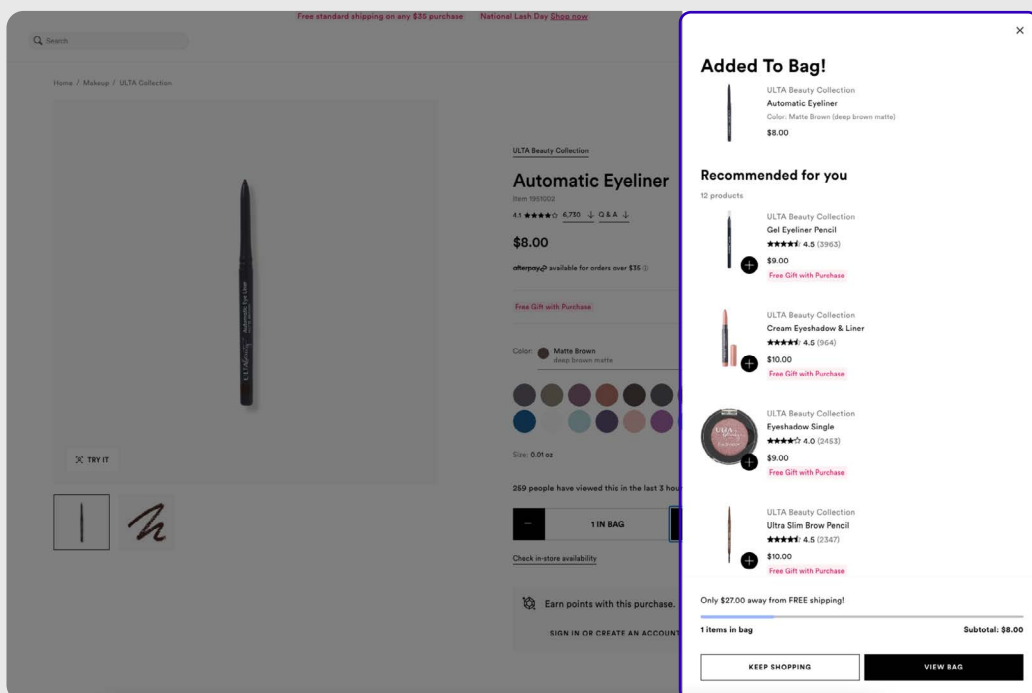 Free standard shipping on any $35 purchase National Lash Day Shop now
Search
Home / Makeup / ULTA Collection
Automatic Eye Liner
ULTA beauty
TRY IT
ULTA Beauty Collection
Automatic Eyeliner
Item 1951002
4.1 ★★★★☆ 6,730 ↓ Q & A ↓
$8.00
afterpay available for orders over $35
Free Gift with Purchase
Color: Matte Brown
deep brown matte
Size: 0.01 oz
259 people have viewed this in the last 3 hou
− 1 IN BAG
Check in-store availability
Earn points with this purchase.
SIGN IN OR CREATE AN ACCOUNT
Added To Bag!
ULTA Beauty Collection
Automatic Eyeliner
Color: Matte Brown (deep brown matte)
$8.00
Recommended for you
12 products
ULTA Beauty Collection
Gel Eyeliner Pencil
4.5 (3963)
$9.00
Free Gift with Purchase
ULTA Beauty Collection
Cream Eyeshadow & Liner
4.5 (964)
$10.00
Free Gift with Purchase
ULTA
ULTA Beauty Collection
Eyeshadow Single
4.0 (2453)
$9.00
Free Gift with Purchase
ULTA Beauty Collection
Ultra Slim Brow Pencil
4.5 (2347)
$10.00
Free Gift with Purchase
Only $27.00 away from FREE shipping!
1 items in bag Subtotal: $8.00
KEEP SHOPPING VIEW BAG